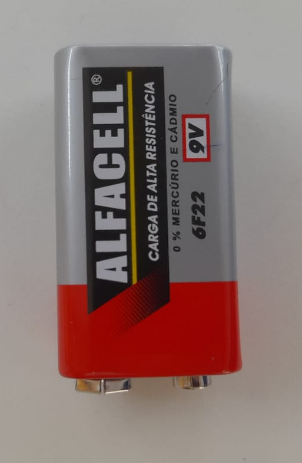 ALFACELL®
CARGA DE ALTA RESISTÊNCIA
0 % MERCÚRIO E CÁDMIO
6F22 9V